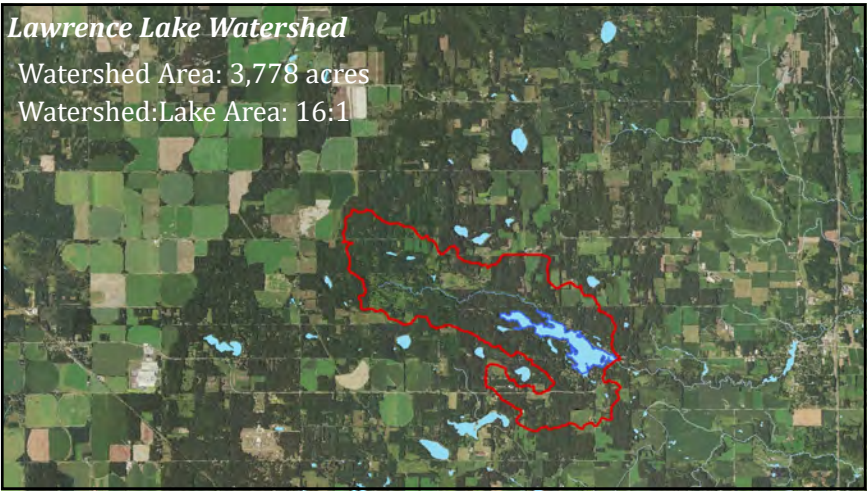 Lawrence Lake Watershed
Watershed Area: 3,778 acres
Watershed:Lake Area: 16:1